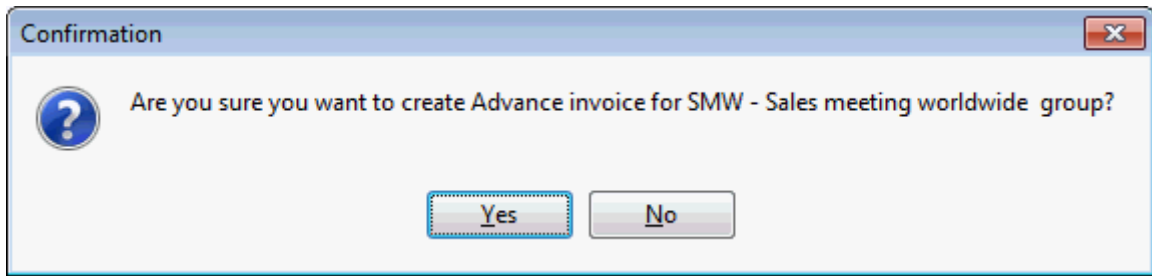 Confirmation
Are you sure you want to create Advance invoice for SMW - Sales meeting worldwide  group?
Yes
No